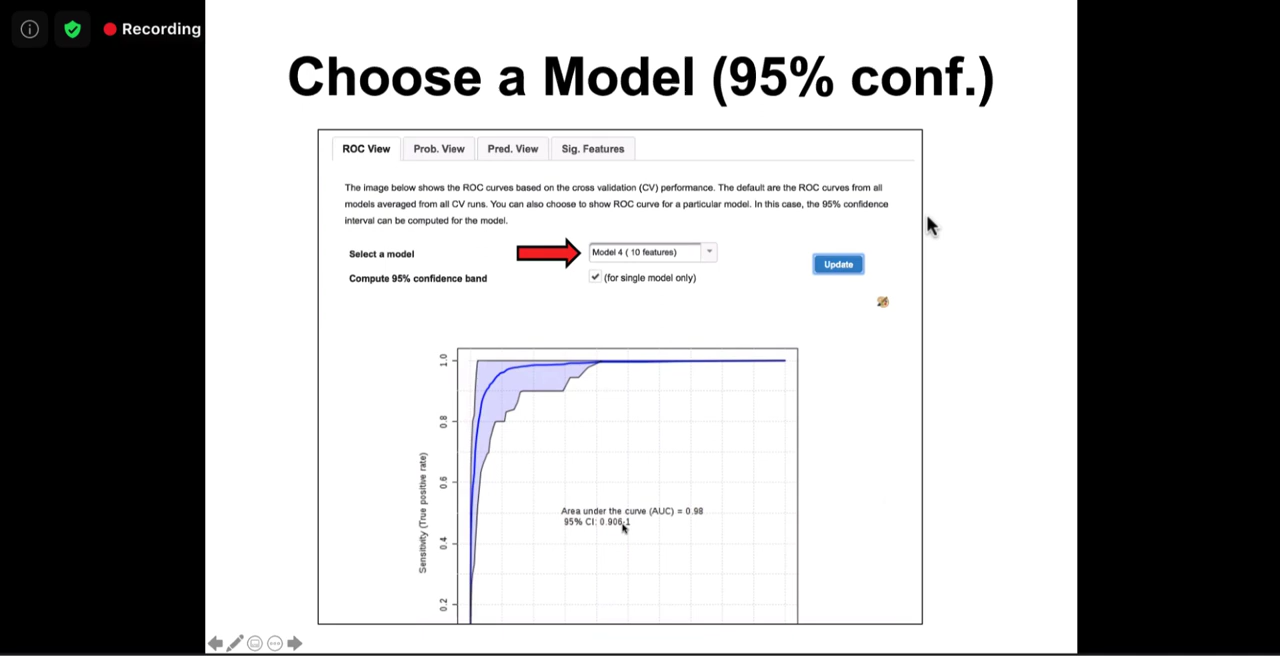 Recording
Choose a Model (95% conf.)
ROC View Prob. View Pred. View Sig. Features
The image below shows the ROC curves based on the cross validation (CV) performance. The default are the ROC curves from all
models averaged from all CV runs. You can also choose to show ROC curve for a particular model. In this case, the 95% confidence
interval can be computed for the model.
Select a model
Model 4 ( 10 features)
Update
Compute 95% confidence band
(for single model only)
1.0
0.8
0.6
0.4
0.2
Sensitivity (True positive rate)
Area under the curve (AUC) = 0.98
95% CI: 0.906-1